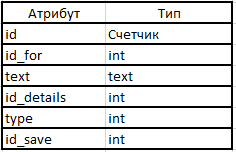 Атрибут Тип
id Счетчик
id_for int
text text
id_details int
type int
id_save int